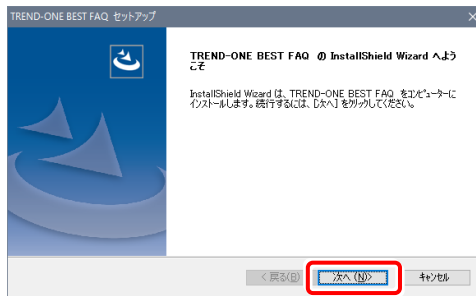 TREND-ONE BEST FAQ セットアップ
TREND-ONE BEST FAQ の InstallShield Wizard へよう
こそ
InstallShield Wizard は、TREND-ONE BEST FAQ をコンピューターに
インストールします。続行するには、[次へ] をクリックしてください。
< 戻る(B) 次へ (N)> キャンセル